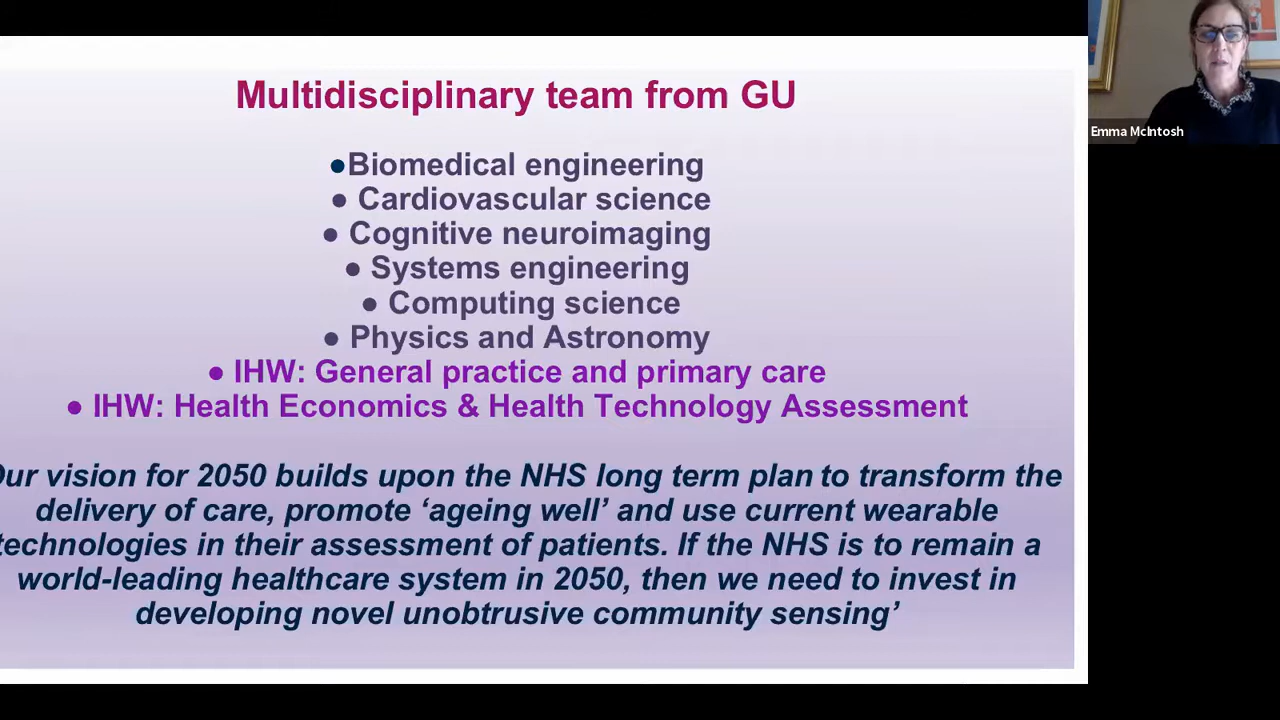 Multidisciplinary team from GU
●Biomedical engineering
● Cardiovascular science
● Cognitive neuroimaging
● Systems engineering
● Computing science
● Physics and Astronomy
● IHW: General practice and primary care
● IHW: Health Economics & Health Technology Assessment
Our vision for 2050 builds upon the NHS long term plan to transform the
delivery of care, promote ‘ageing well’ and use current wearable
technologies in their assessment of patients. If the NHS is to remain a
world-leading healthcare system in 2050, then we need to invest in
developing novel unobtrusive community sensing’
Emma McIntosh